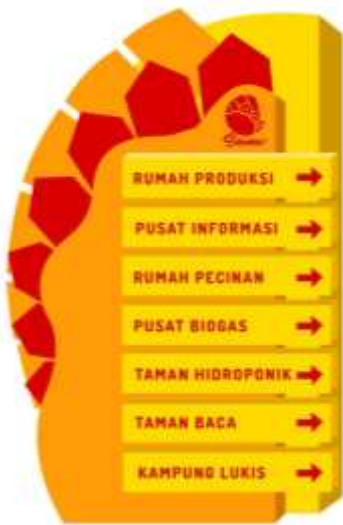 RUMAH PRODUKSI
PUSAT INFORMASI
RUMAH PECINAN
PUSAT BIOGAS
TAMAN HIDROPONIK
TAMAN BACA
KAMPUNG LUKIS